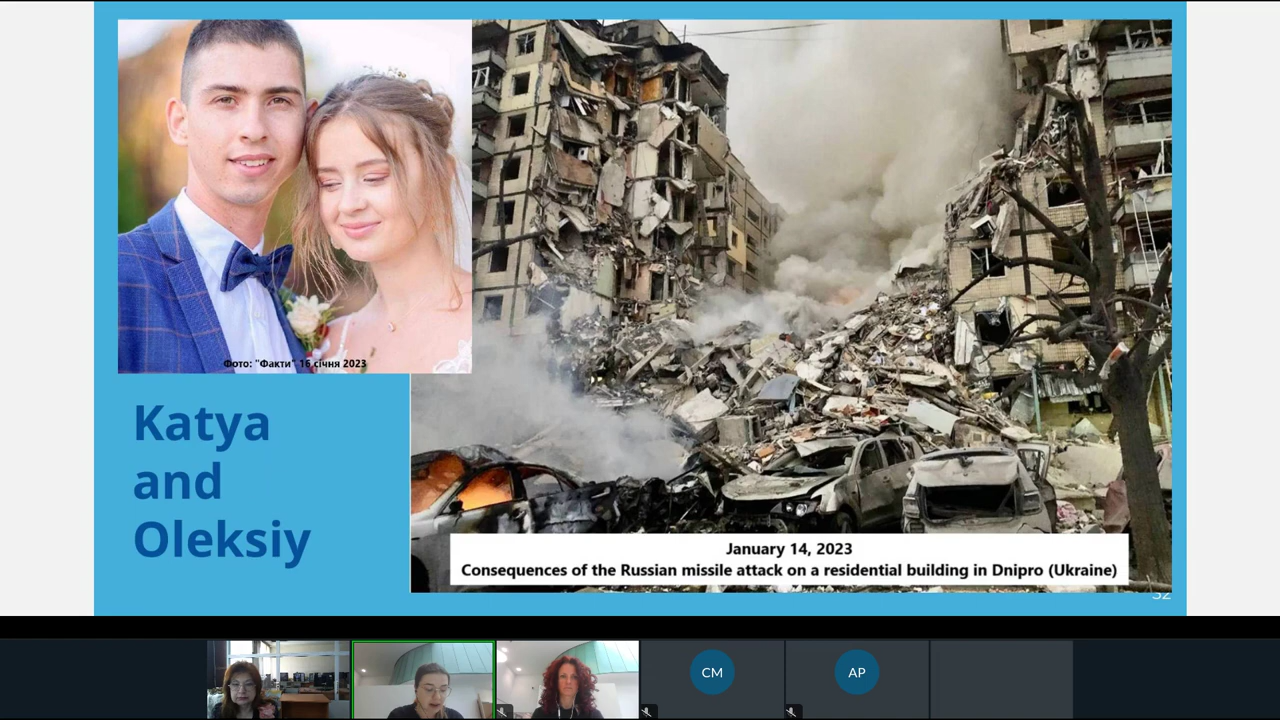 Фото: "Факти" 16 січня 2023
Katya
and
Oleksiy
January 14, 2023
Consequences of the Russian missile attack on a residential building in Dnipro (Ukraine)
32
CM
AP